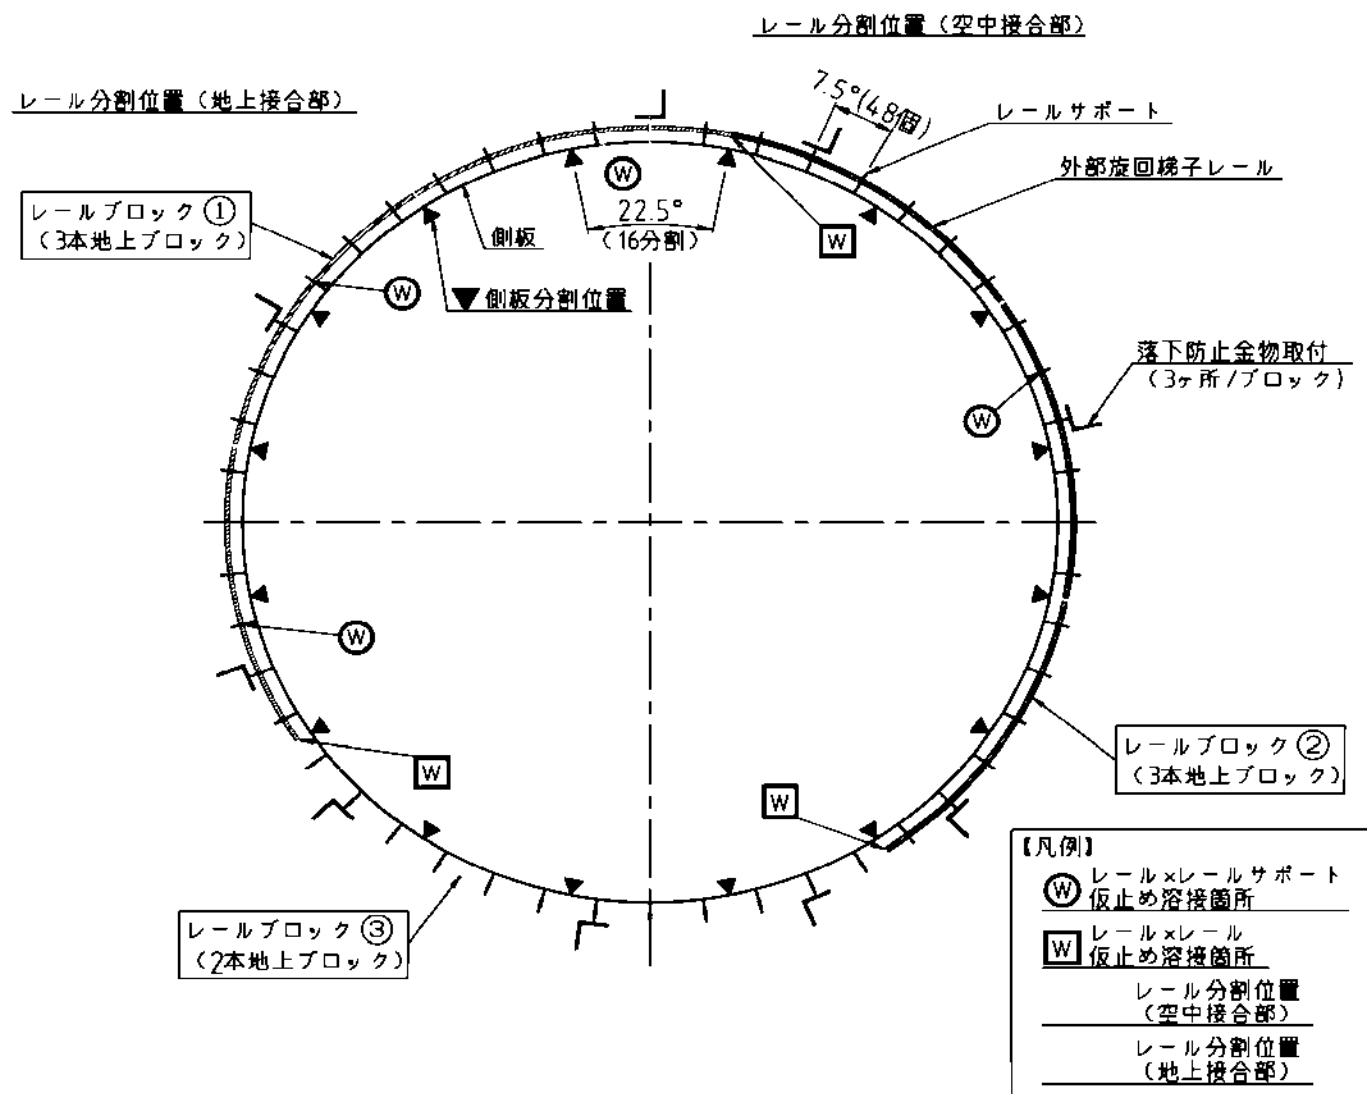 レール分割位置（空中接合部）
レール分割位置（地上接合部）
7.5°(48個)
レールサポート
外部旋回梯子レール
レールブロック①
（3本地上ブロック）
W
22.5°
（16分割）
側板
W
W
▼側板分割位置
落下防止金物取付
（3ヶ所/ブロック）
W
W
W
W
レールブロック②
（3本地上ブロック）
レールブロック③
（2本地上ブロック）
【凡例】
W レール×レールサポート
仮止め溶接箇所
W レール×レール
仮止め溶接箇所
レール分割位置
（空中接合部）
レール分割位置
（地上接合部）